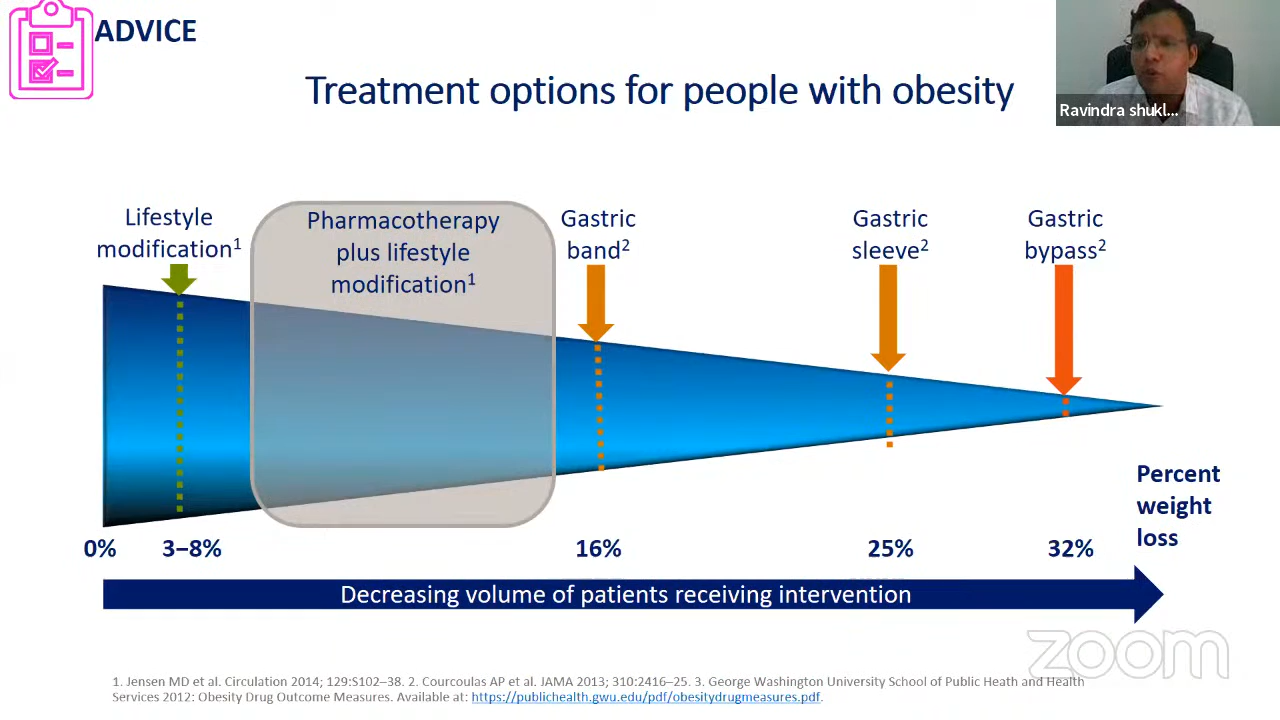 ADVICE
Treatment options for people with obesity
Ravindra shukl...
Lifestyle
modification¹
Pharmacotherapy
plus lifestyle
modification¹
Gastric
band²
Gastric
sleeve²
Gastric
bypass²
Percent
weight
loss
0%
3–8%
16%
25%
32%
Decreasing volume of patients receiving intervention
zoom
1. Jensen MD et al. Circulation 2014; 129:S102–38. 2. Courcoulas AP et al. JAMA 2013; 310:2416–25. 3. George Washington University School of Public Heath and Health
Services 2012: Obesity Drug Outcome Measures. Available at: https://publichealth.gwu.edu/pdf/obesitydrugmeasures.pdf.